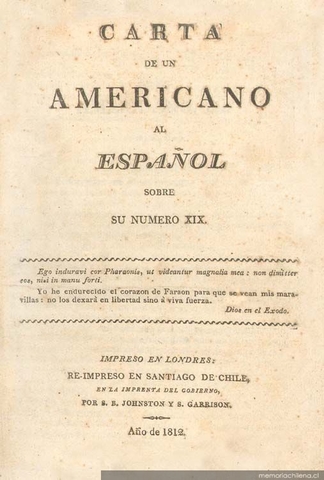 CARTA
DE UN
AMERICANO
AL
ESPAÑOL
SOBRE
SU NUMERO XIX.
Ego induravi cor Pharaonis, ut videantur magnalia mea: non dimittet
eos, nisi in manu forti.
Yo he endurecido el corazon de Faraon para que se vean mis mara-
villas: no los dexará en libertad sino á viva fuerza.
Dios en el Exodo.
IMPRESO EN LONDRES:
RE-IMPRESO EN SANTIAGO DE CHILE,
EN LA IMPRENTA DEL GOBIERNO,
POR S. B. JOHNSTON Y S. GARRISON.
Año de 1812.
www.memoriachilena.cl